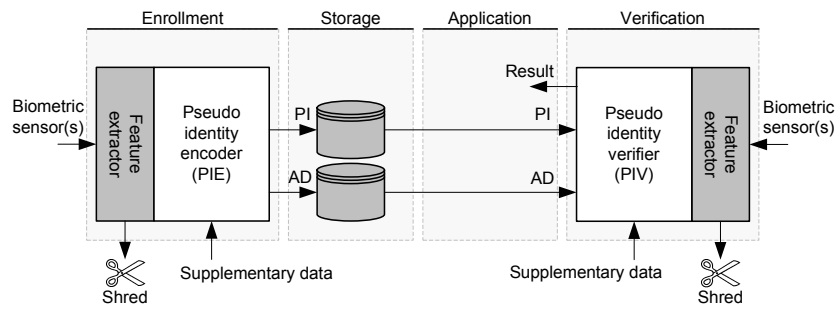 Enrollment
Storage
Application
Verification
Biometric
sensor(s)
Feature
extractor
Pseudo
identity
encoder
(PIE)
PI
AD
Result
PI
AD
Pseudo
identity
verifier
(PIV)
Feature
extractor
Biometric
sensor(s)
Shred
Supplementary data
Supplementary data
Shred